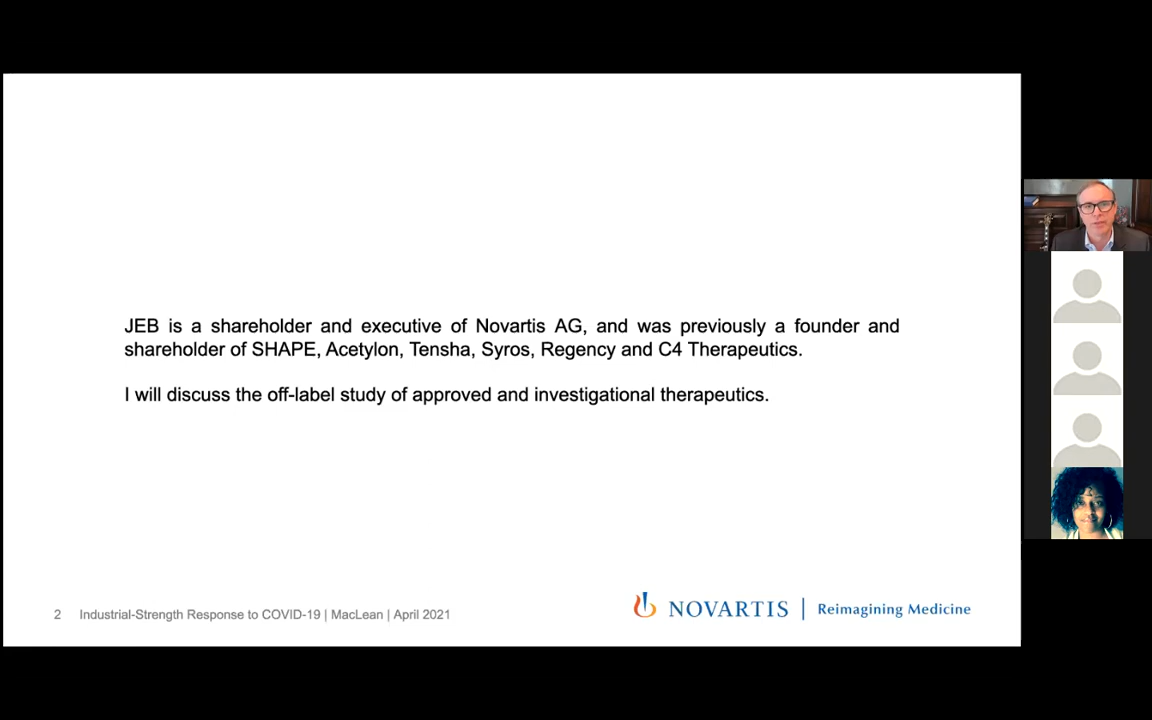 JEB is a shareholder and executive of Novartis AG, and was previously a founder and
shareholder of SHAPE, Acetylon, Tensha, Syros, Regency and C4 Therapeutics.
I will discuss the off-label study of approved and investigational therapeutics.
2 Industrial-Strength Response to COVID-19 | MacLean | April 2021
NOVARTIS | Reimagining Medicine